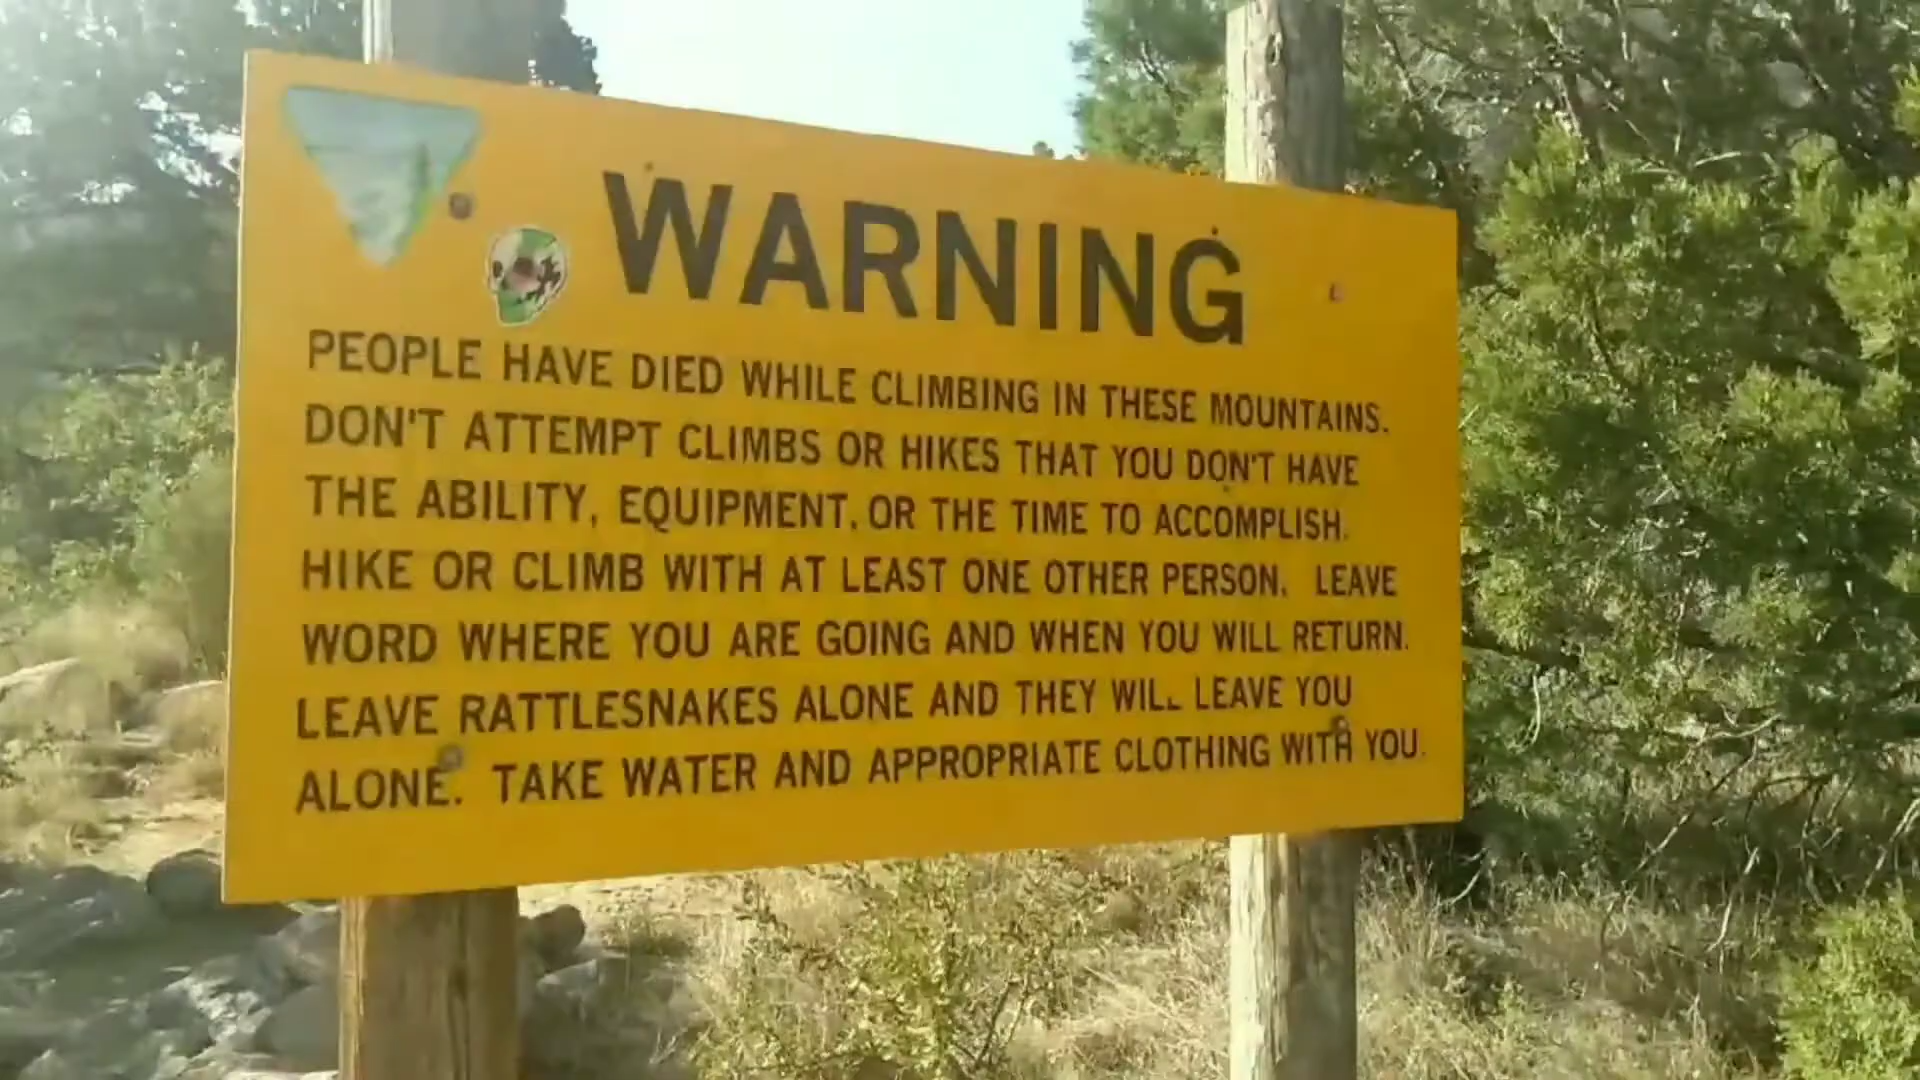 WARNING
PEOPLE HAVE DIED WHILE CLIMBING IN THESE MOUNTAINS.
DON'T ATTEMPT CLIMBS OR HIKES THAT YOU DON'T HAVE
THE ABILITY, EQUIPMENT, OR THE TIME TO ACCOMPLISH.
HIKE OR CLIMB WITH AT LEAST ONE OTHER PERSON. LEAVE
WORD WHERE YOU ARE GOING AND WHEN YOU WILL RETURN.
LEAVE RATTLESNAKES ALONE AND THEY WILL LEAVE YOU
ALONE. TAKE WATER AND APPROPRIATE CLOTHING WITH YOU.